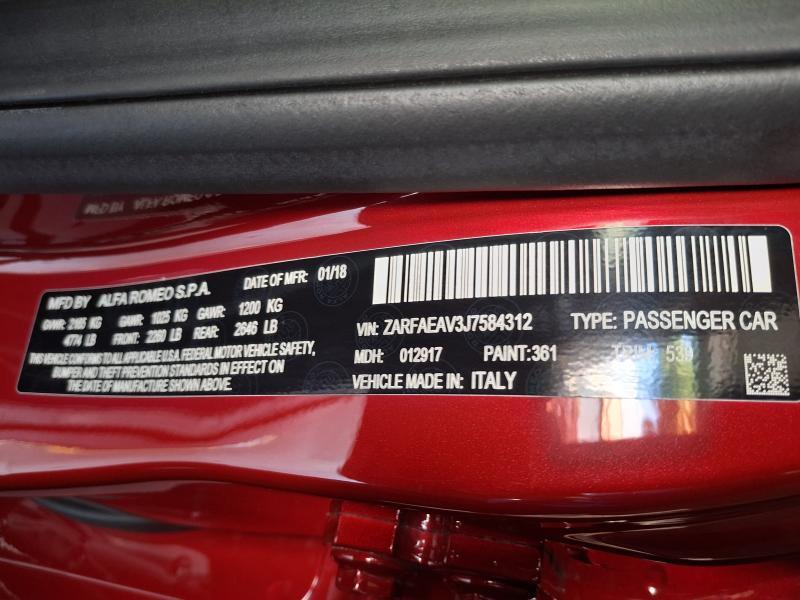 MFD BY ALFA ROMEO S.P.A. DATE OF MFR: 01/18
GVWR: 2165 KG GAWR: 1025 KG GAWR: 1200 KG
4774 LB FRONT: 2260 LB REAR: 2646 LB
THIS VEHICLE CONFORMS TO ALL APPLICABLE U.S.A. FEDERAL MOTOR VEHICLE SAFETY,
BUMPER AND THEFT PREVENTION STANDARDS IN EFFECT ON
THE DATE OF MANUFACTURE SHOWN ABOVE.
VIN: ZARFAEAV3J7584312 TYPE: PASSENGER CAR
MDH: 012917 PAINT:361 TRIM:
VEHICLE MADE IN: ITALY